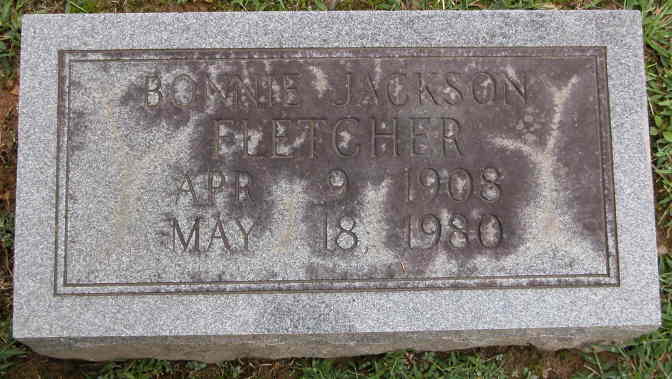 BONNIE JACKSON
FLETCHER
APR 9 1908
MAY 18, 1980